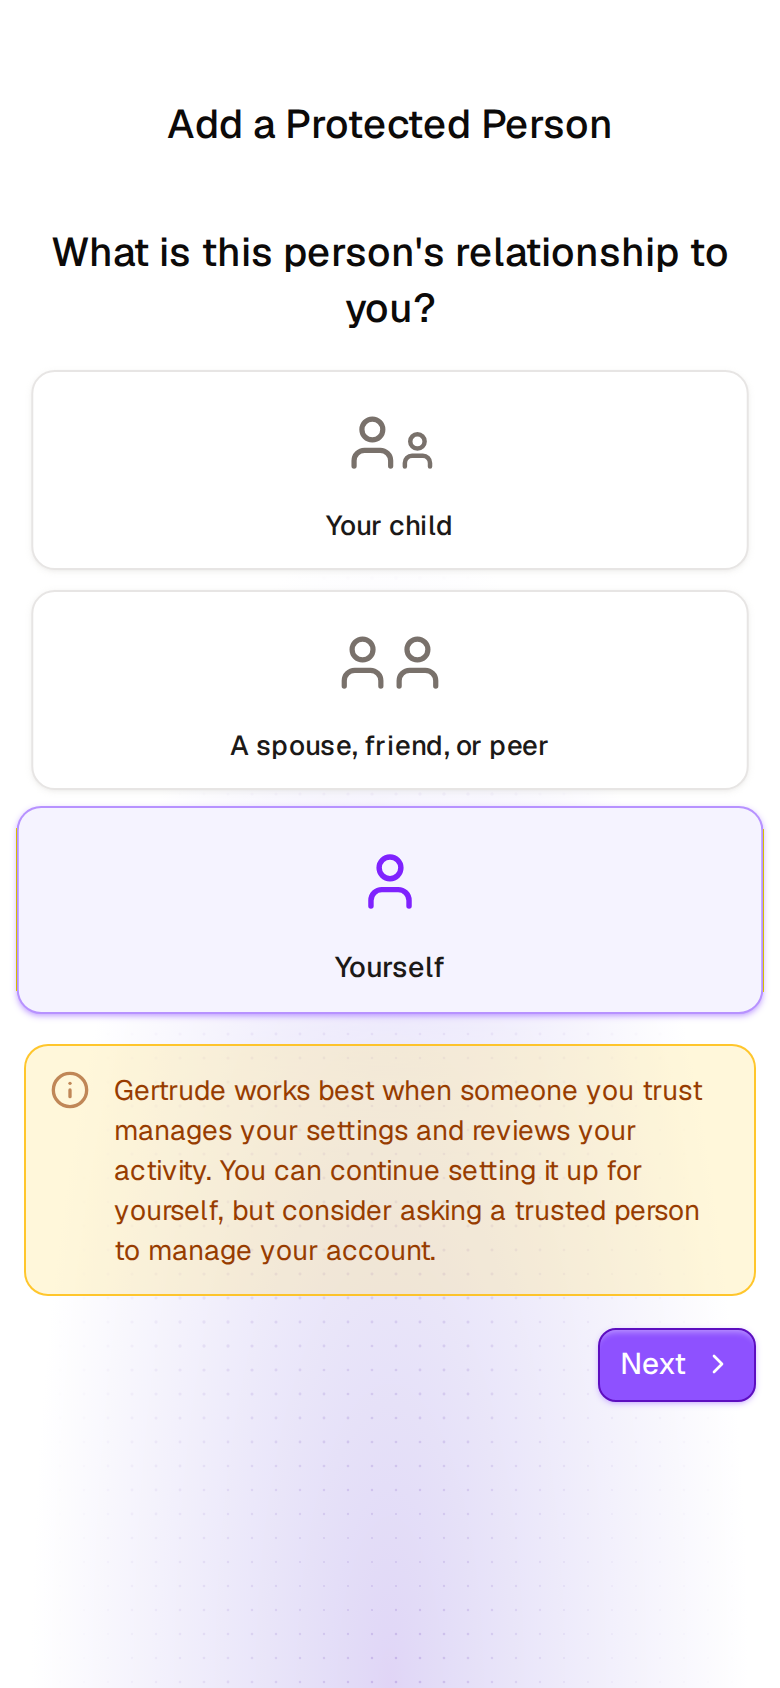 Add a Protected Person
What is this person's relationship to
you?
Your child
A spouse, friend, or peer
Yourself
Gertrude works best when someone you trust
manages your settings and reviews your
activity. You can continue setting it up for
yourself, but consider asking a trusted person
to manage your account.
Next